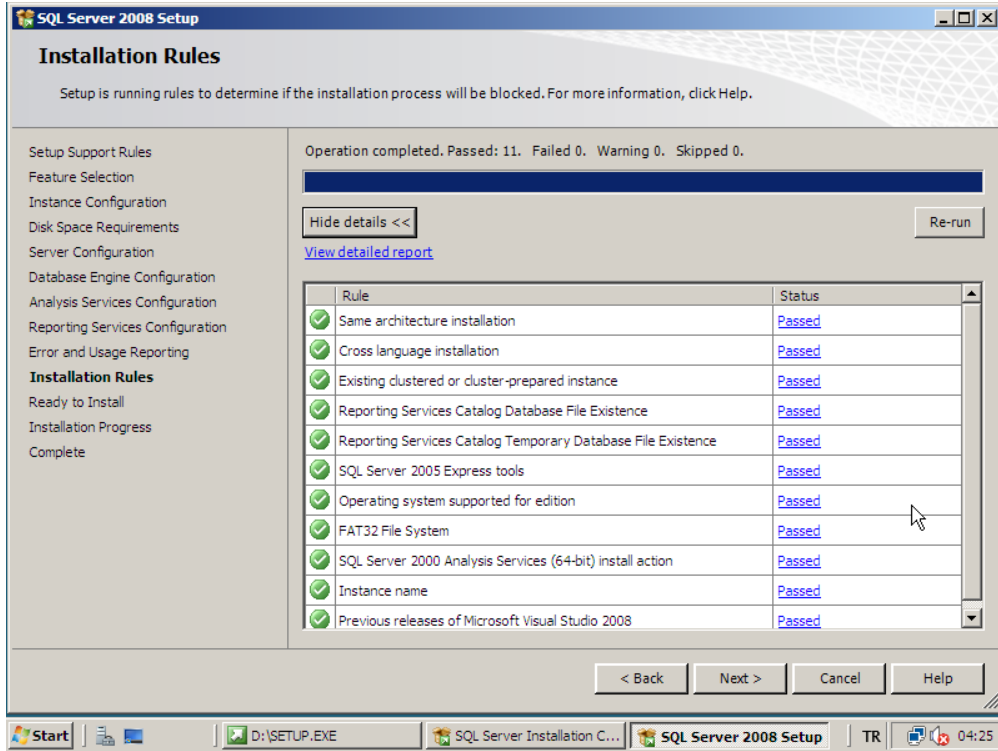 SQL Server 2008 Setup
Installation Rules
Setup is running rules to determine if the installation process will be blocked. For more information, click Help.
Setup Support Rules
Feature Selection
Instance Configuration
Disk Space Requirements
Server Configuration
Database Engine Configuration
Analysis Services Configuration
Reporting Services Configuration
Error and Usage Reporting
Installation Rules
Ready to Install
Installation Progress
Complete
Operation completed. Passed: 11.   Failed 0.   Warning 0.   Skipped 0.
Hide details <<
Re-run
View detailed report
Rule Status
Same architecture installation Passed
Cross language installation Passed
Existing clustered or cluster-prepared instance Passed
Reporting Services Catalog Database File Existence Passed
Reporting Services Catalog Temporary Database File Existence Passed
SQL Server 2005 Express tools Passed
Operating system supported for edition Passed
FAT32 File System Passed
SQL Server 2000 Analysis Services (64-bit) install action Passed
Instance name Passed
Previous releases of Microsoft Visual Studio 2008 Passed
< Back Next > Cancel Help
Start D:\SETUP.EXE SQL Server Installation C... SQL Server 2008 Setup TR 04:25